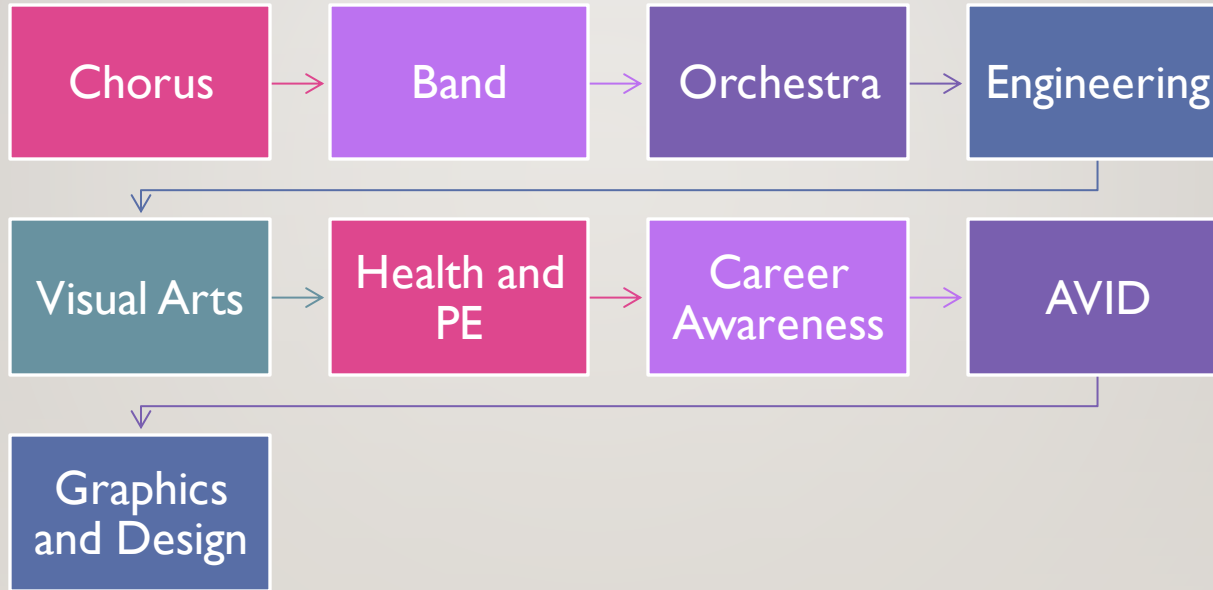 Chorus
Band
Orchestra
Engineering
Visual Arts
Health and
PE
Career
Awareness
AVID
Graphics
and Design